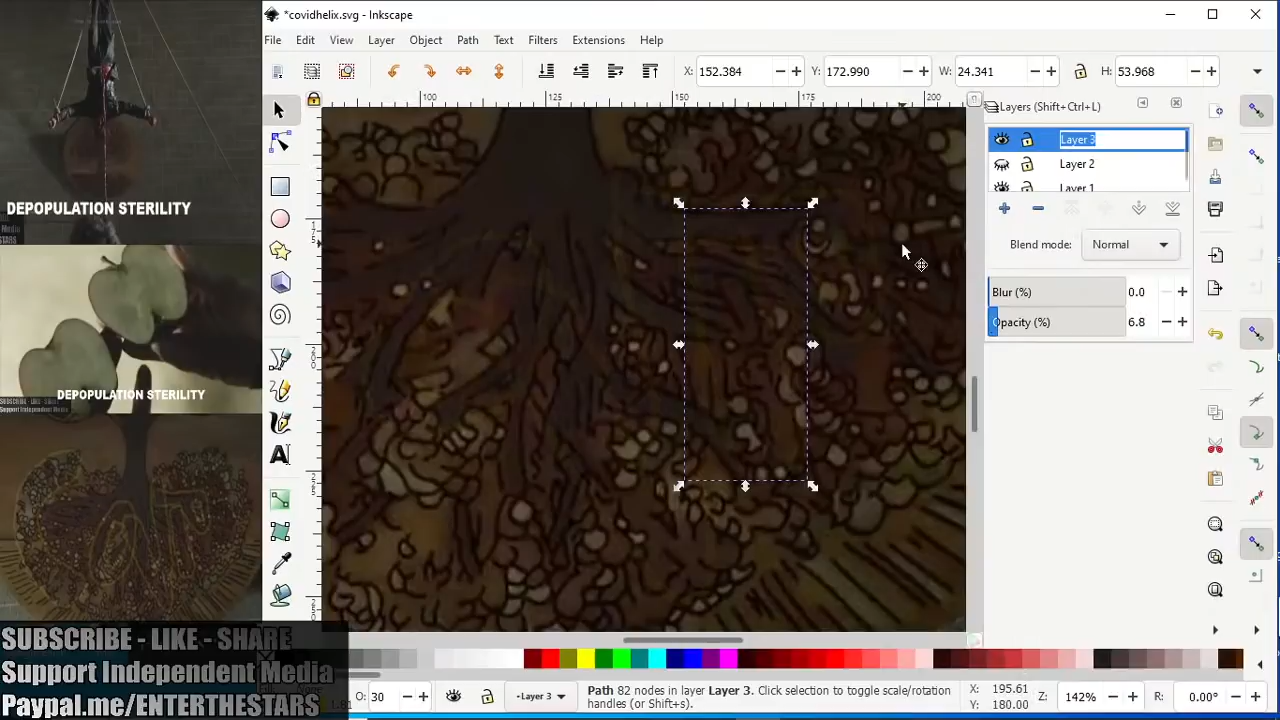 *covidhelix.svg - Inkscape
File Edit View Layer Object Path Text Filters Extensions Help
X: 152.384 − + Y: 172.990 − + W: 24.341 − + H: 53.968 − +
100 125 150 175 200
Layers (Shift+Ctrl+L)
Layer 3
Layer 2
Layer 1
Blend mode: Normal
Blur (%) 0.0 − +
Opacity (%) 6.8 − +
DEPOPULATION STERILITY
DEPOPULATION STERILITY
Support Independent Media
SUBSCRIBE - LIKE - SHARE
Support Independent Media
Paypal.me/ENTERTHESTARS
O: 30 − + •Layer 3 Path 82 nodes in layer Layer 3. Click selection to toggle scale/rotation
handles (or Shift+s).
X: 195.61
Y: 180.00
Z: 142% − + R: 0.00° − +